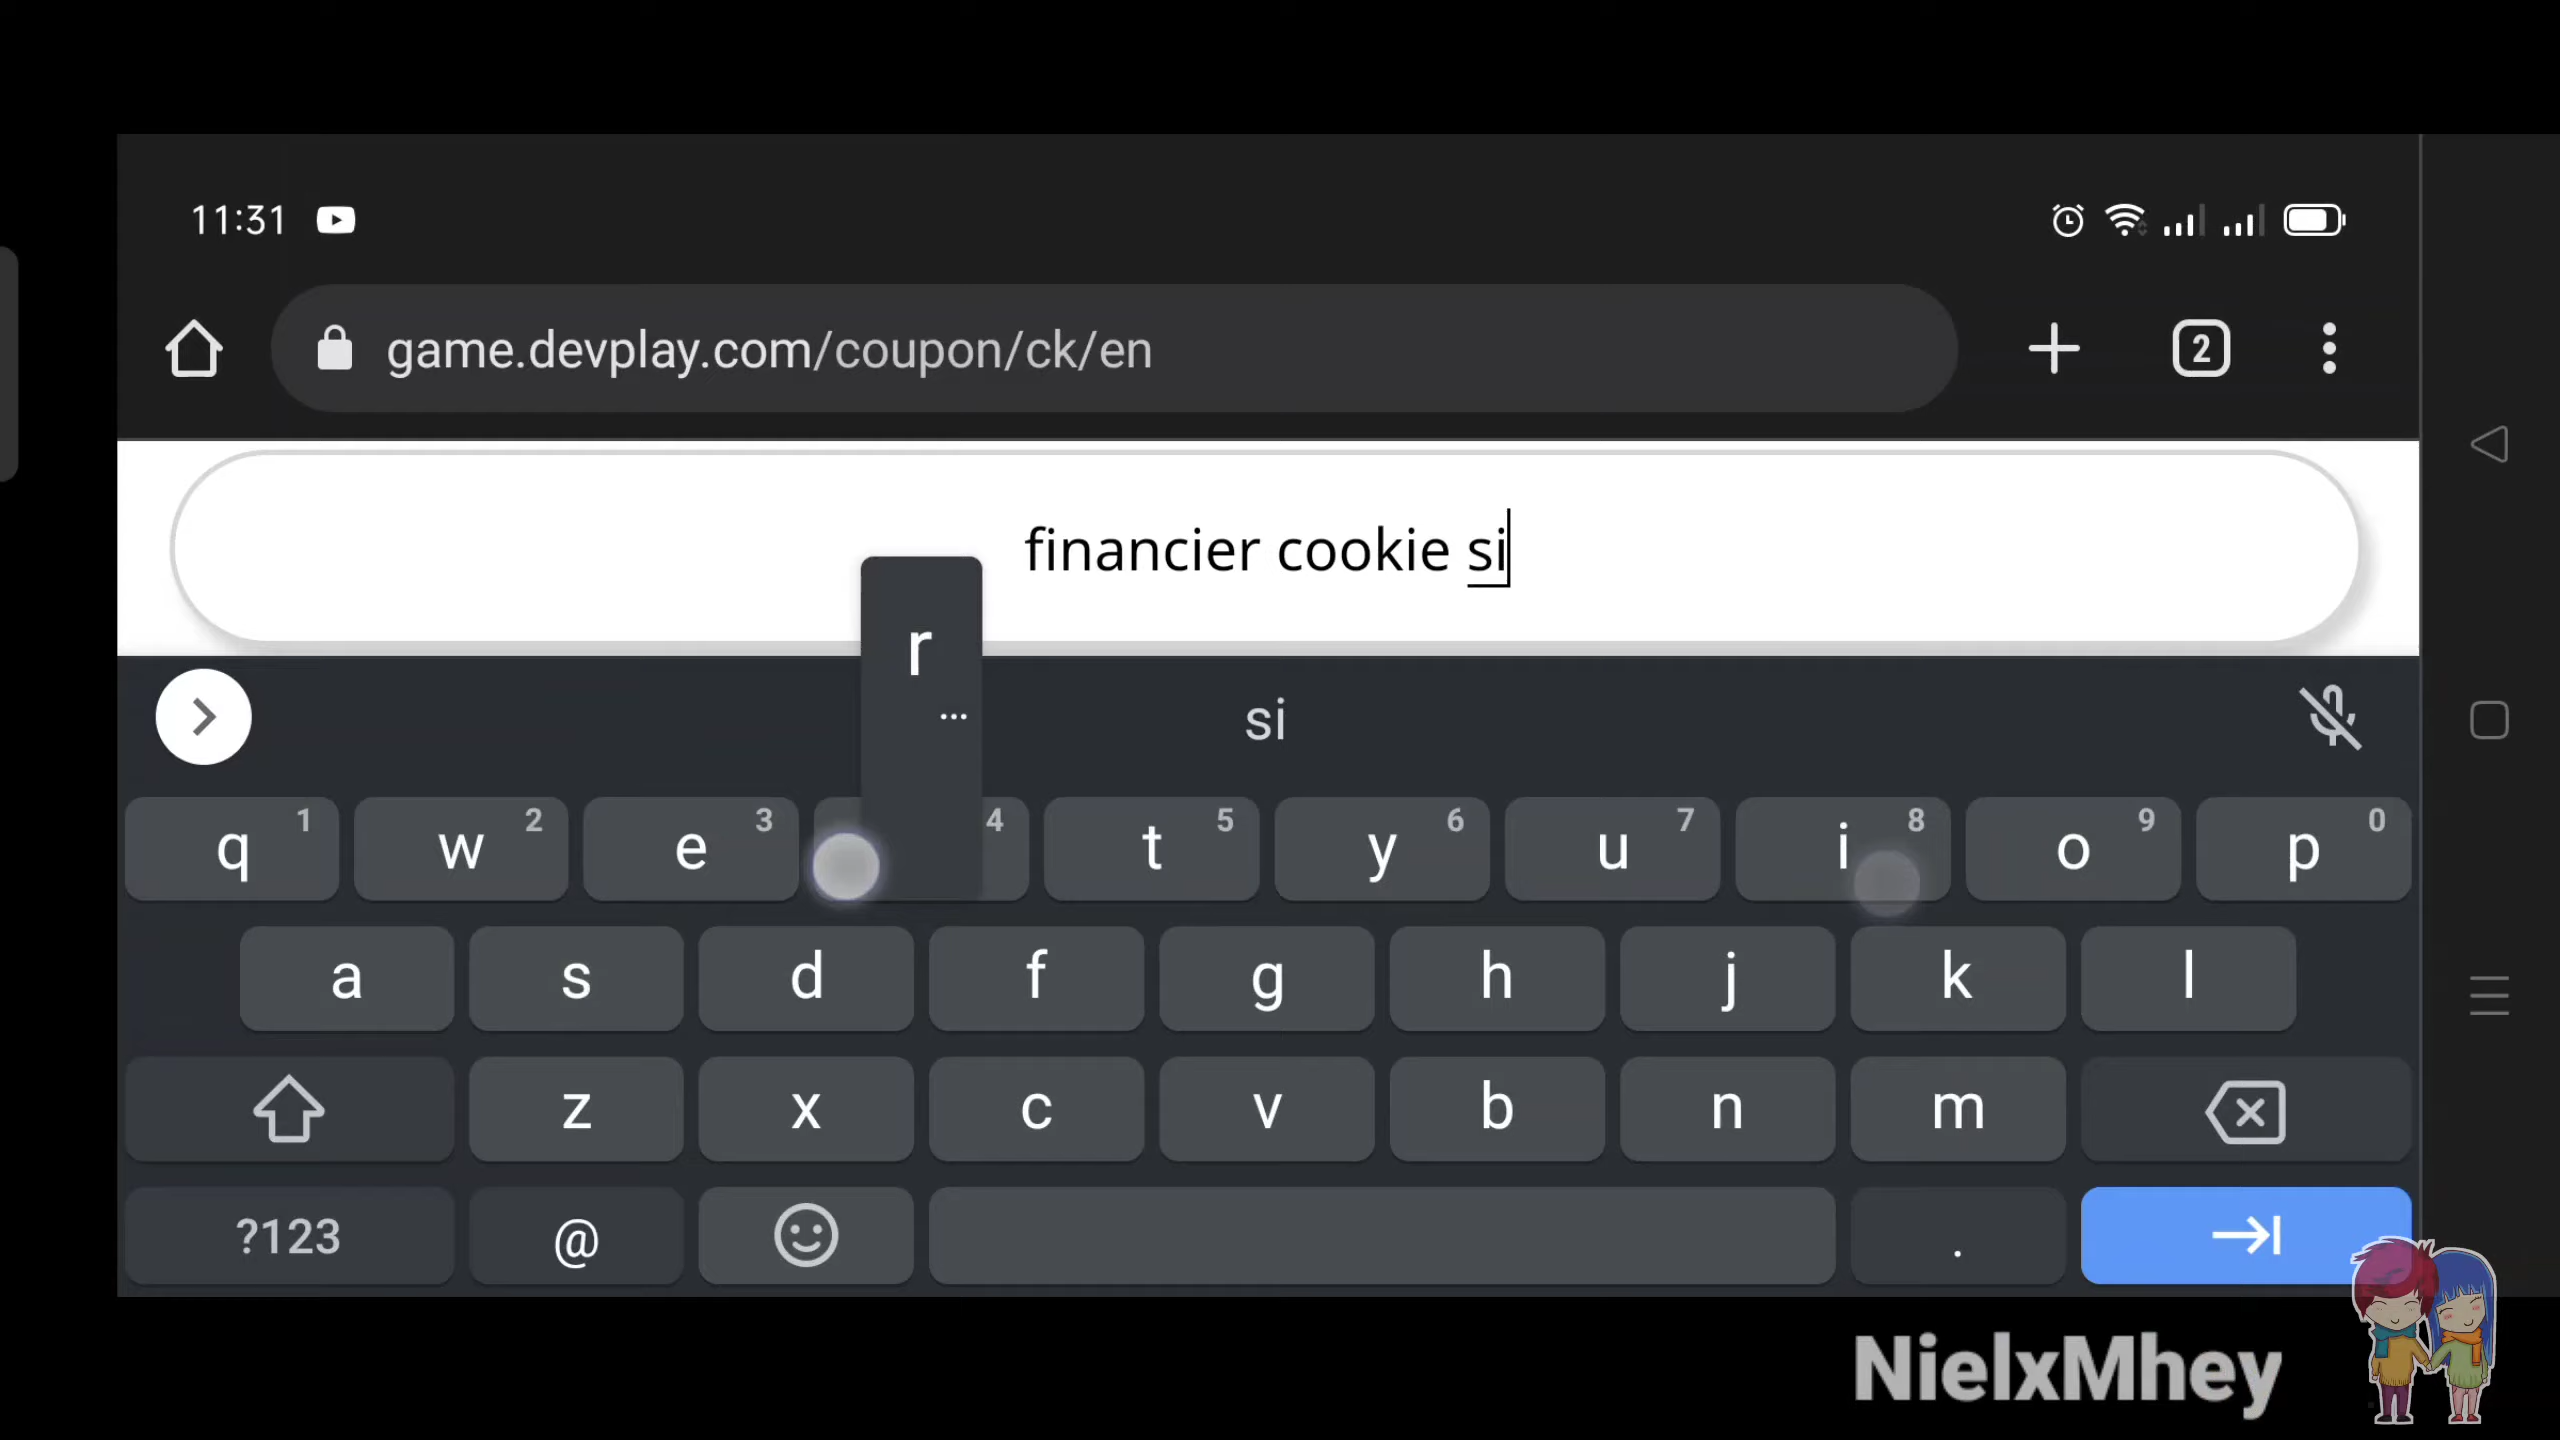 11:31
game.devplay.com/coupon/ck/en
2
financier cookie si
r
...
si
q 1 w 2 e 3 4 t 5 y 6 u 7 i 8 o 9 p 0
a s d f g h j k l
z x c v b n m
?123 @ .
NielxMhey